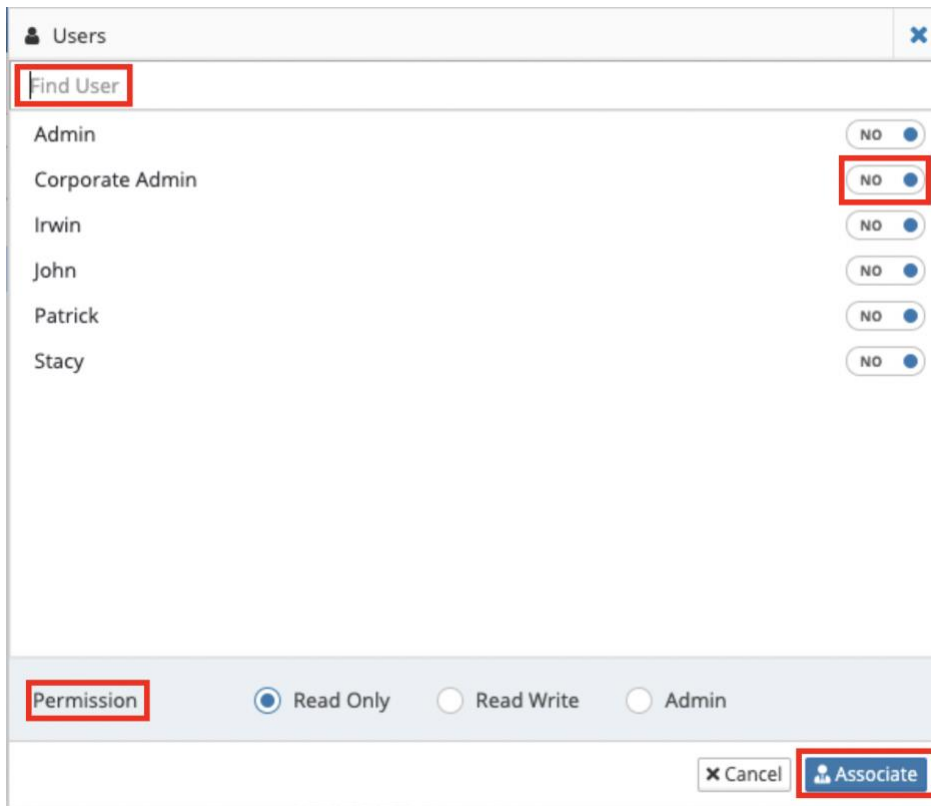 Users
Find User
Admin NO
Corporate Admin NO
Irwin NO
John NO
Patrick NO
Stacy NO
Permission Read Only Read Write Admin
Cancel Associate